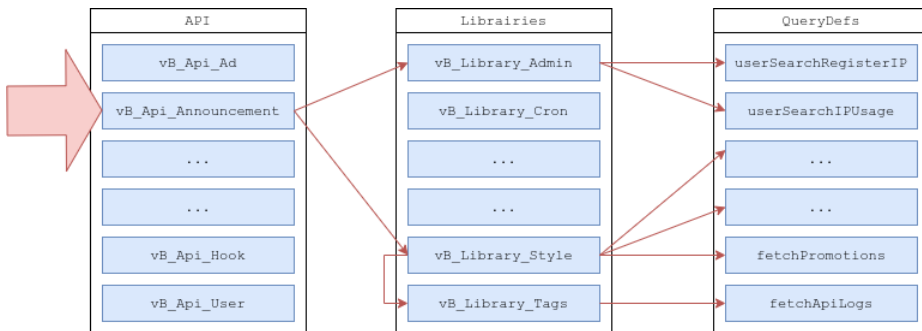 API
vB_Api_Ad
vB_Api_Announcement
...
...
vB_Api_Hook
vB_Api_User
Librairies
vB_Library_Admin
vB_Library_Cron
...
...
vB_Library_Style
vB_Library_Tags
QueryDefs
userSearchRegisterIP
userSearchIPUsage
...
...
fetchPromotions
fetchApiLogs